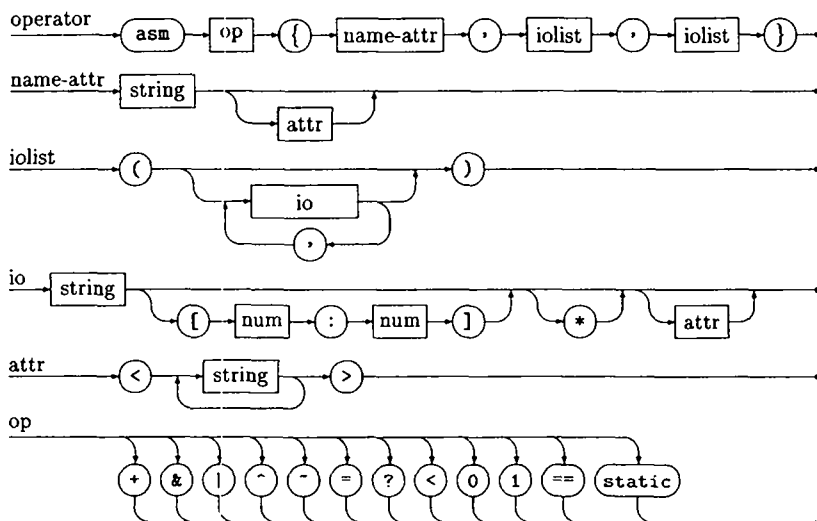 operator asm op { name-attr , iolist , iolist }
name-attr string
attr
iolist ( )
io
,
io string
[ num : num ] * attr
attr < string >
op
+ & | ^ ~ = ? < 0 1 == static